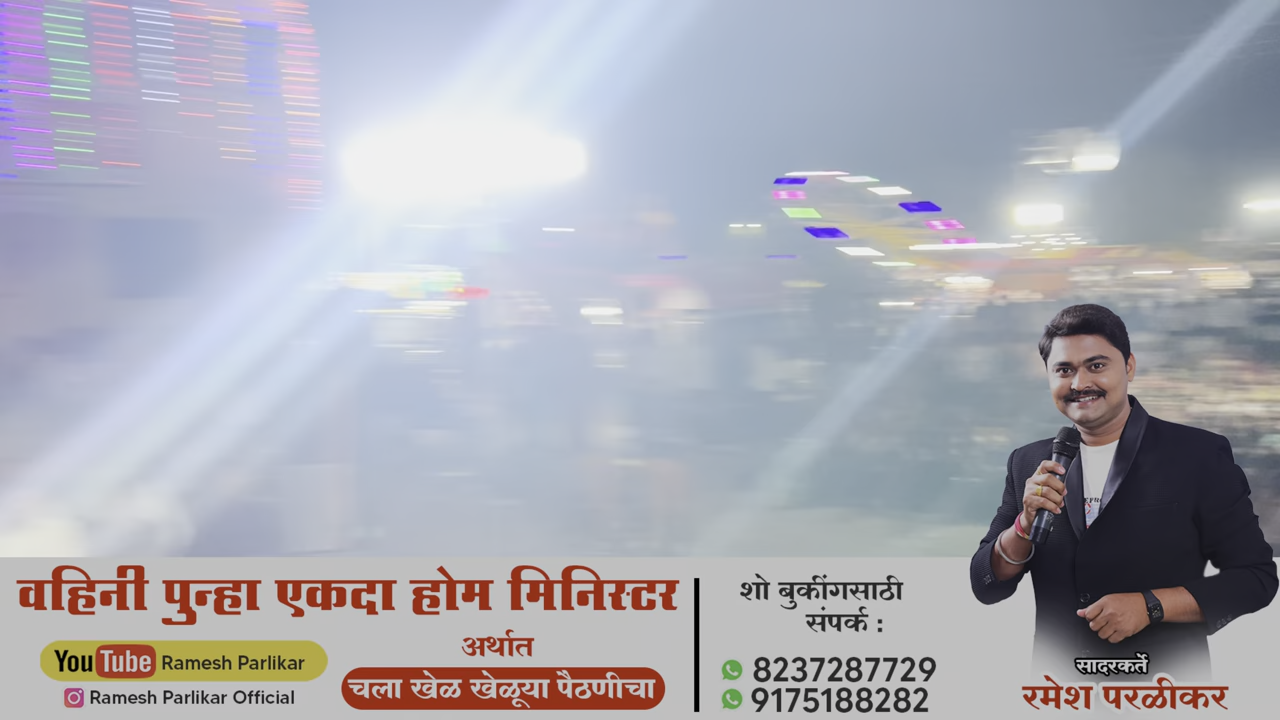 वहिनी पुन्हा एकदा होम मिनिस्टर
अर्थात
चला खेळ खेळूया पैठणीचा
YouTube Ramesh Parlikar
Ramesh Parlikar Official
शो बुकींगसाठी
संपर्क :
8237287729
9175188282
सादरकर्ते
रमेश परळीकर